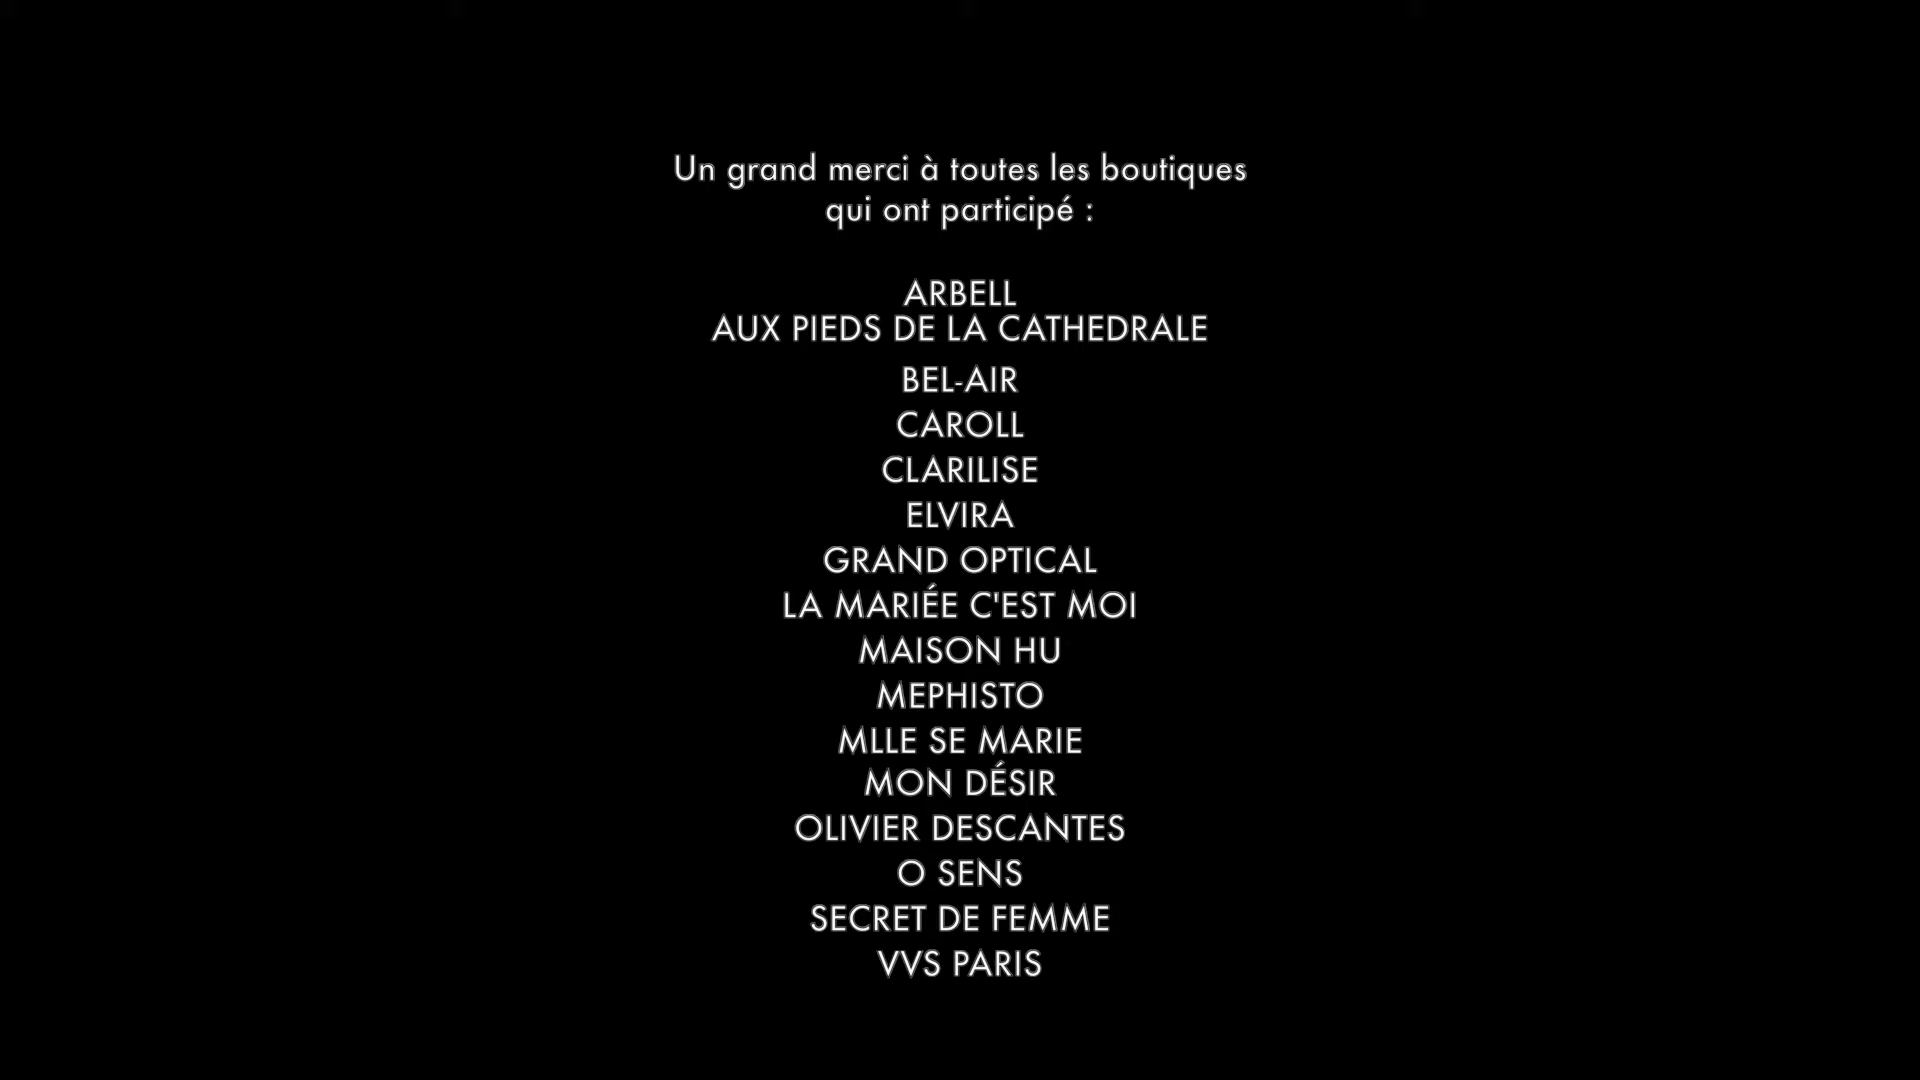 Un grand merci à toutes les boutiques
qui ont participé :
ARBELL
AUX PIEDS DE LA CATHEDRALE
BEL-AIR
CAROLL
CLARILISE
ELVIRA
GRAND OPTICAL
LA MARIÉE C'EST MOI
MAISON HU
MEPHISTO
MLLE SE MARIE
MON DÉSIR
OLIVIER DESCANTES
O SENS
SECRET DE FEMME
VVS PARIS